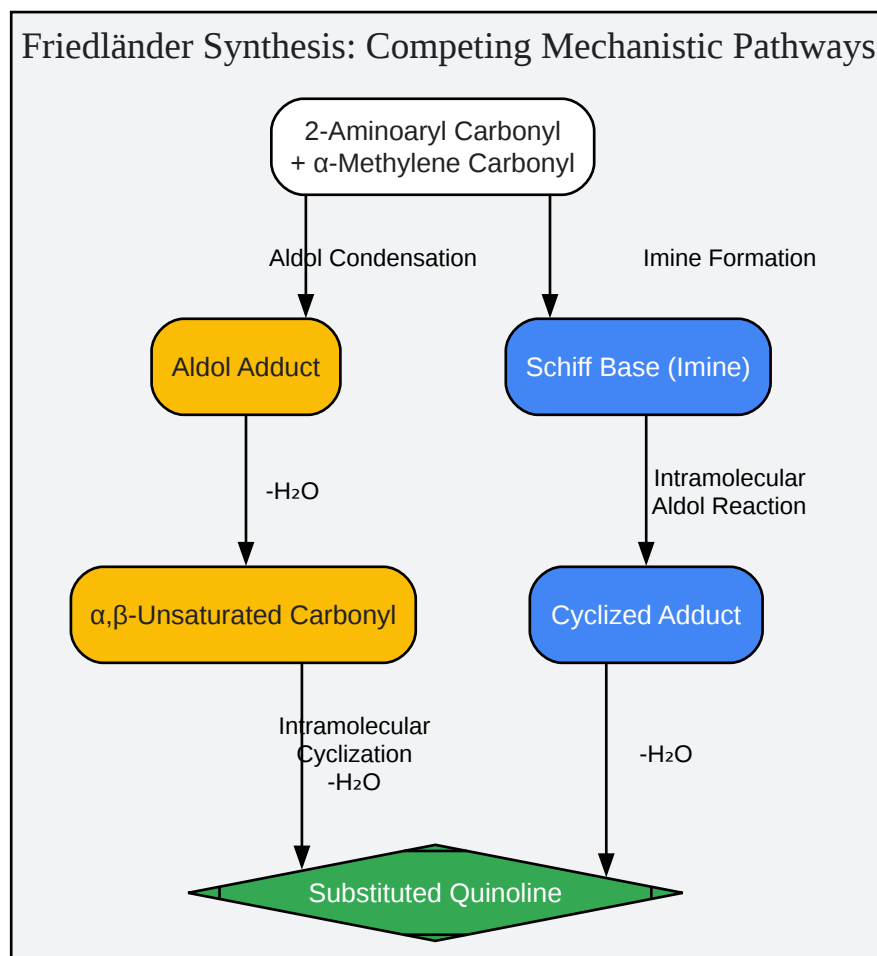 Friedländer Synthesis: Competing Mechanistic Pathways
2-Aminoaryl Carbonyl
+ α-Methylene Carbonyl
Aldol Condensation
Imine Formation
Aldol Adduct
Schiff Base (Imine)
-H₂O
Intramolecular
Aldol Reaction
α,β-Unsaturated Carbonyl
Cyclized Adduct
Intramolecular
Cyclization
-H₂O
-H₂O
Substituted Quinoline